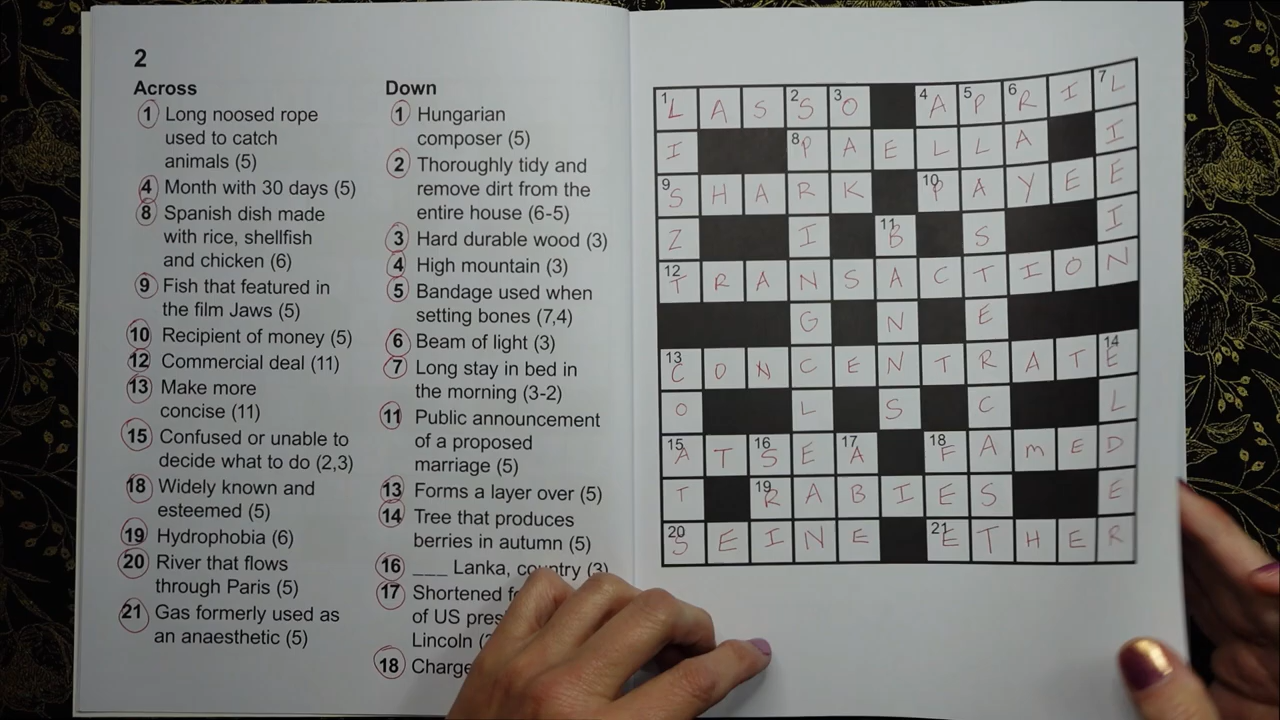 2
Across
1 Long noosed rope
used to catch
animals (5)
4 Month with 30 days (5)
8 Spanish dish made
with rice, shellfish
and chicken (6)
9 Fish that featured in
the film Jaws (5)
10 Recipient of money (5)
12 Commercial deal (11)
13 Make more
concise (11)
15 Confused or unable to
decide what to do (2,3)
18 Widely known and
esteemed (5)
19 Hydrophobia (6)
20 River that flows
through Paris (5)
21 Gas formerly used as
an anaesthetic (5)
Down
1 Hungarian
composer (5)
2 Thoroughly tidy and
remove dirt from the
entire house (6-5)
3 Hard durable wood (3)
4 High mountain (3)
5 Bandage used when
setting bones (7,4)
6 Beam of light (3)
7 Long stay in bed in
the morning (3-2)
11 Public announcement
of a proposed
marriage (5)
13 Forms a layer over (5)
14 Tree that produces
berries in autumn (5)
16 ___ Lanka, country (3)
17 Shortened
of US
Lincoln
18
1 L A S 2 S 3 O 4 A 5 P 6 R I 7 L
I 8 P A E L L A I
9 S H A R K 10 P A Y E E E
Z I 11 B S I
12 T R A N S A C T I O N
G N E
13 C O N C E N T R A T 14 E
O L S C L
15 A T 16 S E 17 A 18 F A m E D
T 19 R A B I E S E
20 S E I N E 21 E T H E R